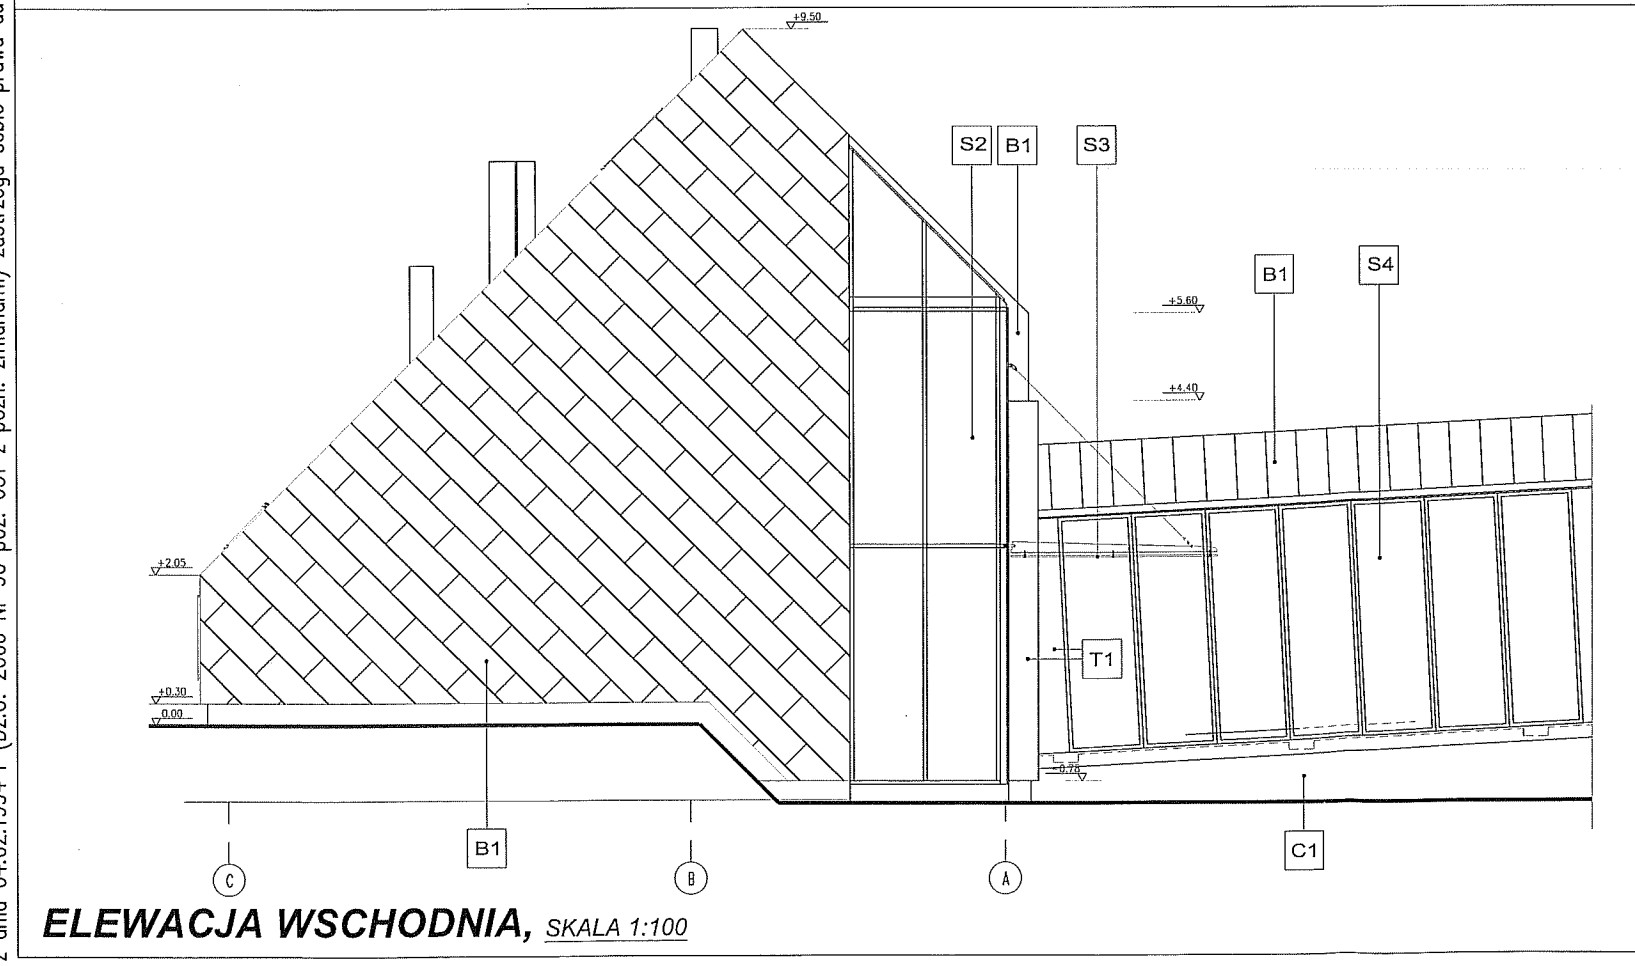 +9.50
S2 B1 S3
B1 S4
+5.60
+4.40
+2.05
T1
+0.30
0.00
-0.78
B1
C1
C B A
ELEWACJA WSCHODNIA, SKALA 1:100